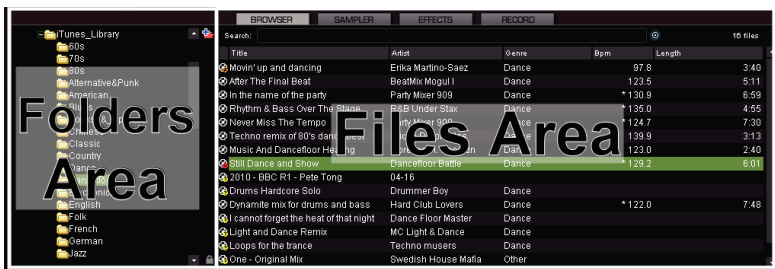 BROWSER SAMPLER EFFECTS RECORD
Search: 16 files
iTunes_Library
60s
70s
80s
Alternative&Punk
American
Classic
Country
English
Folk
French
German
Jazz
Folders
Area
Title Artist Genre Bpm Length
Movin' up and dancing Erika Martino-Saez Dance 97.8 3:40
After The Final Beat BeatMix Mogul I Dance 123.5 5:11
In the name of the party Party Mixer 909 Dance *130.9 6:59
Rhythm & Bass Over The Stage R&B Under Stax Dance *135.0 4:55
Never Miss The Tempo Party Mixer 909 Dance *124.7 7:30
Techno remix of 80's Dance 139.9 3:13
Music And Dancefloor Dance 123.0 2:40
Still Dance and Show Dancefloor Battle Dance *129.2 6:01
2010 - BBC R1 - Pete Tong 04-16
Drums Hardcore Solo Drummer Boy Dance
Dynamite mix for drums and bass Hard Club Lovers Dance *122.0 7:48
I cannot forget the heat of that night Dance Floor Master Dance
Light and Dance Remix MC Light & Dance Dance
Loops for the trance Techno musers Dance
One - Original Mix Swedish House Mafia Other
Files Area